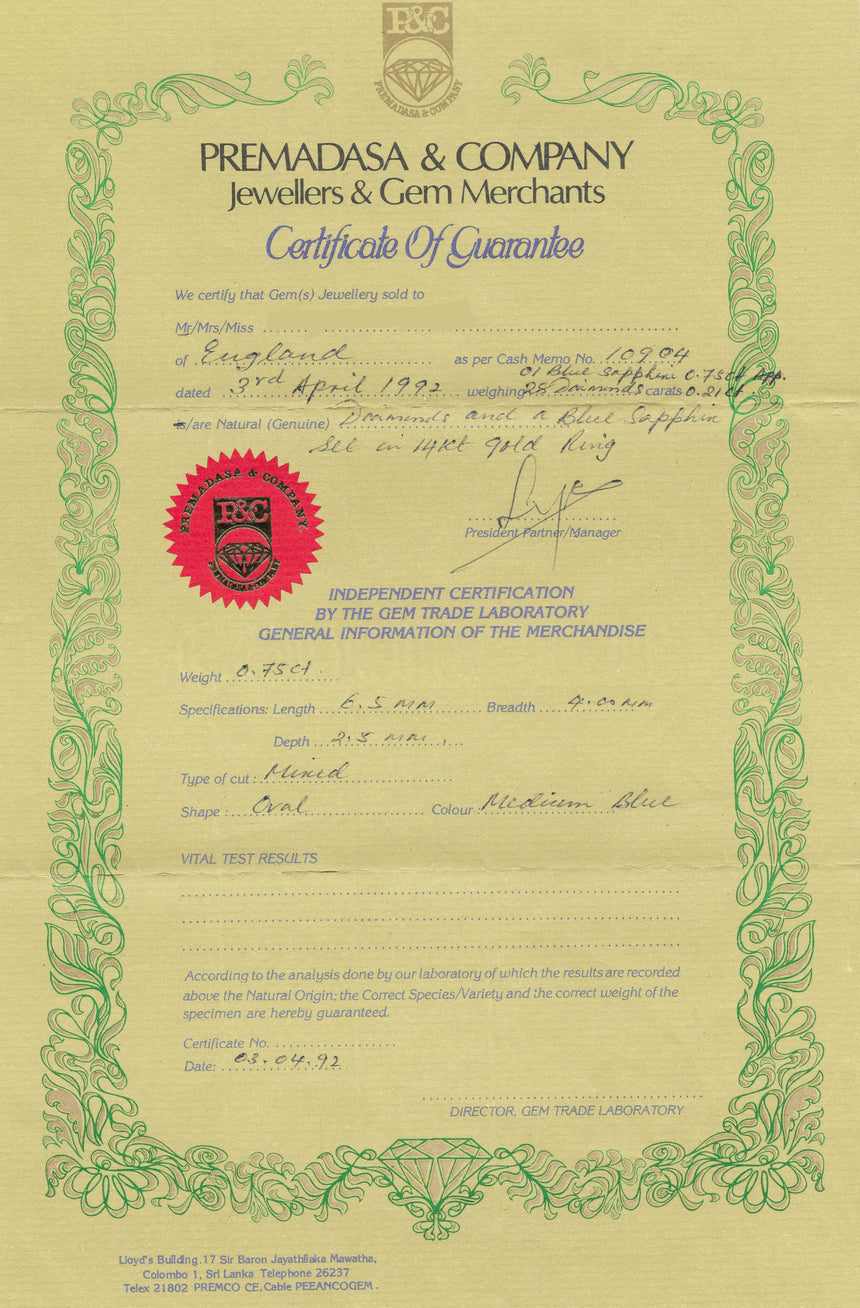 P&C
PREMADASA & COMPANY
PREMADASA & COMPANY
Jewellers & Gem Merchants
Certificate Of Guarantee
We certify that Gem(s) Jewellery sold to
Mr/Mrs/Miss
of England as per Cash Memo No. 10904
01 Blue Sapphire 0.75ct App.
dated 3rd April 1992 weighing 28 Diaminds carats 0.21ct
is/are Natural (Genuine) Diaminds and a Blue Sapphire
Set in 14kt gold Ring
PREMADASA & COMPANY
P&C
PREMADASA & COMPANY
President Partner/Manager
INDEPENDENT CERTIFICATION
BY THE GEM TRADE LABORATORY
GENERAL INFORMATION OF THE MERCHANDISE
Weight 0.75ct
Specifications: Length 6.5 mm Breadth 4.00mm
Depth 2.5 mm
Type of cut: Mixed
Shape: Oval Colour: Medium Blue
VITAL TEST RESULTS
According to the analysis done by our laboratory of which the results are recorded
above the Natural Origin; the Correct Species/Variety and the correct weight of the
specimen are hereby guaranteed.
Certificate No.
Date: 03.04.92
DIRECTOR, GEM TRADE LABORATORY
Lloyd's Building.17 Sir Baron Jayathilaka Mawatha,
Colombo 1, Sri Lanka Telephone 26237
Telex 21802 PREMCO CE,Cable PEEANCOGEM.